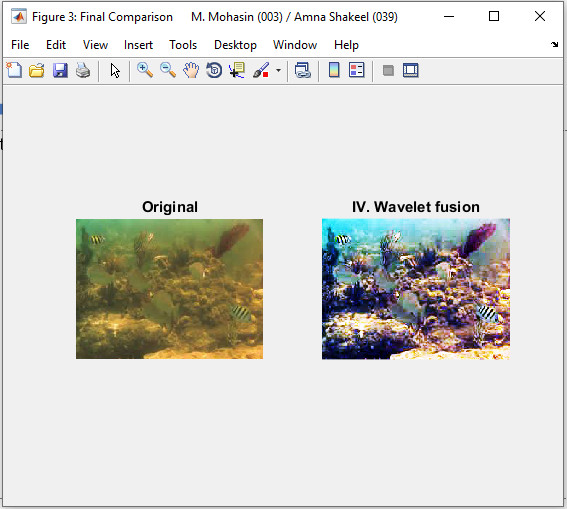 Figure 3: Final Comparison M. Mohasin (003) / Amna Shakeel (039)
File Edit View Insert Tools Desktop Window Help
Original IV. Wavelet fusion